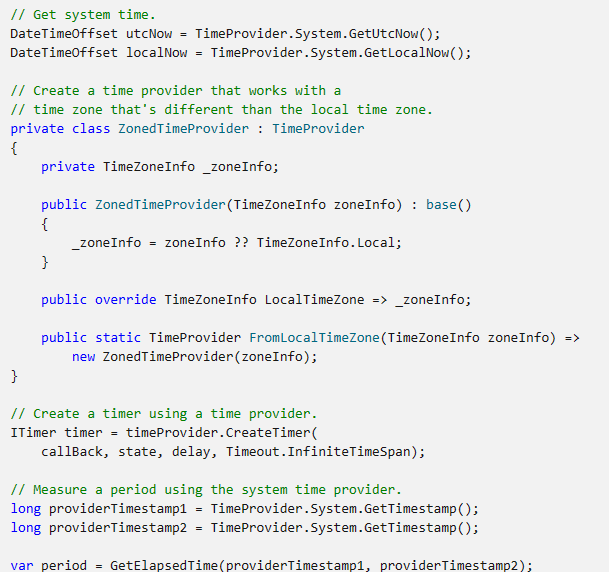 // Get system time.
DateTimeOffset utcNow = TimeProvider.System.GetUtcNow();
DateTimeOffset localNow = TimeProvider.System.GetLocalNow();

// Create a time provider that works with a
// time zone that's different than the local time zone.
private class ZonedTimeProvider : TimeProvider
{
    private TimeZoneInfo _zoneInfo;

    public ZonedTimeProvider(TimeZoneInfo zoneInfo) : base()
    {
        _zoneInfo = zoneInfo ?? TimeZoneInfo.Local;
    }

    public override TimeZoneInfo LocalTimeZone => _zoneInfo;

    public static TimeProvider FromLocalTimeZone(TimeZoneInfo zoneInfo) =>
        new ZonedTimeProvider(zoneInfo);
}

// Create a timer using a time provider.
ITimer timer = timeProvider.CreateTimer(
    callBack, state, delay, Timeout.InfiniteTimeSpan);

// Measure a period using the system time provider.
long providerTimestamp1 = TimeProvider.System.GetTimestamp();
long providerTimestamp2 = TimeProvider.System.GetTimestamp();

var period = GetElapsedTime(providerTimestamp1, providerTimestamp2);